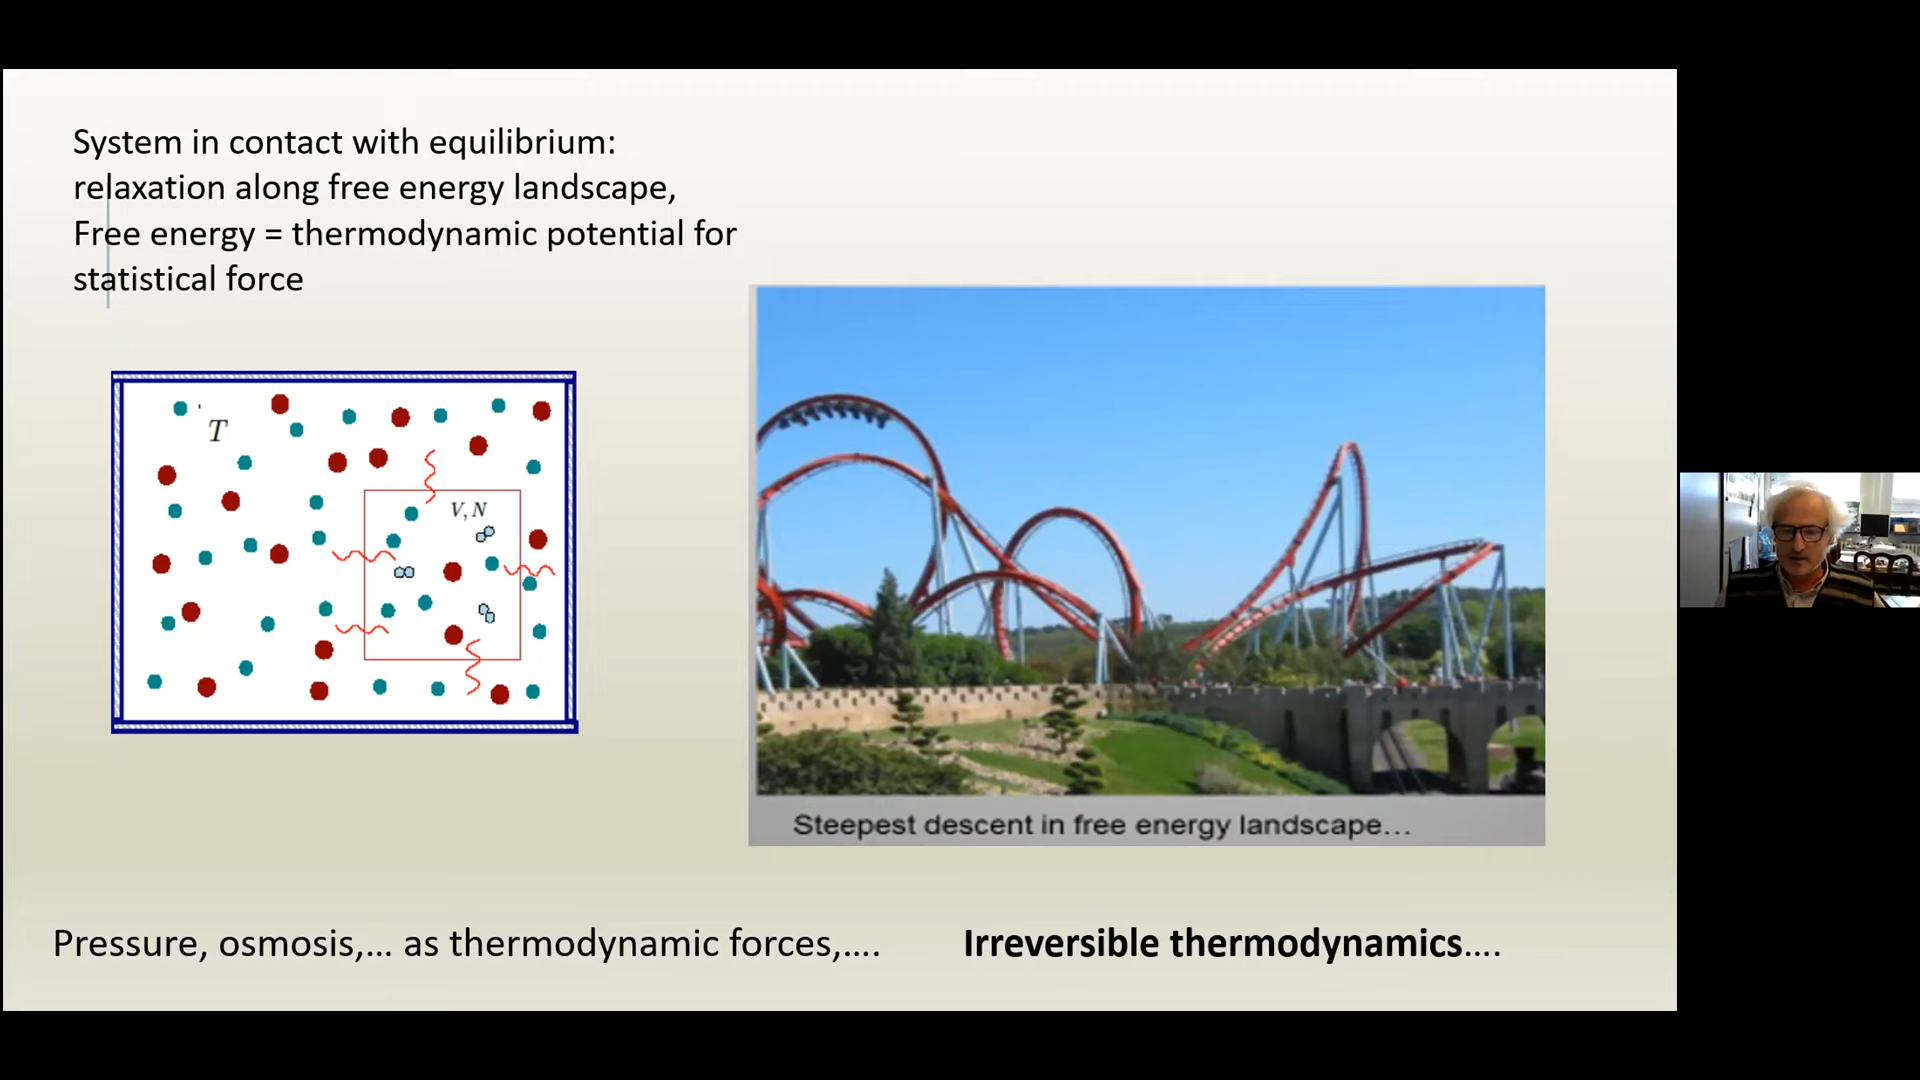 System in contact with equilibrium:
relaxation along free energy landscape,
Free energy = thermodynamic potential for
statistical force
T
V, N
Steepest descent in free energy landscape...
Pressure, osmosis,... as thermodynamic forces,....
Irreversible thermodynamics....